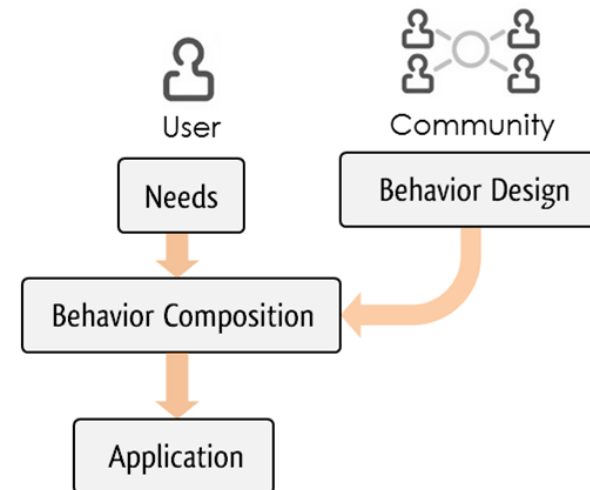 User
Community
Needs
Behavior Design
Behavior Composition
Application